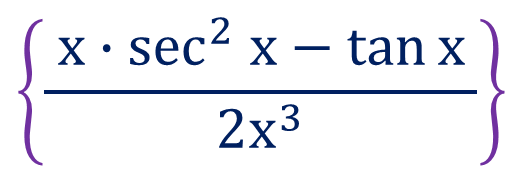 { (x · sec² x − tan x) / (2x³) }